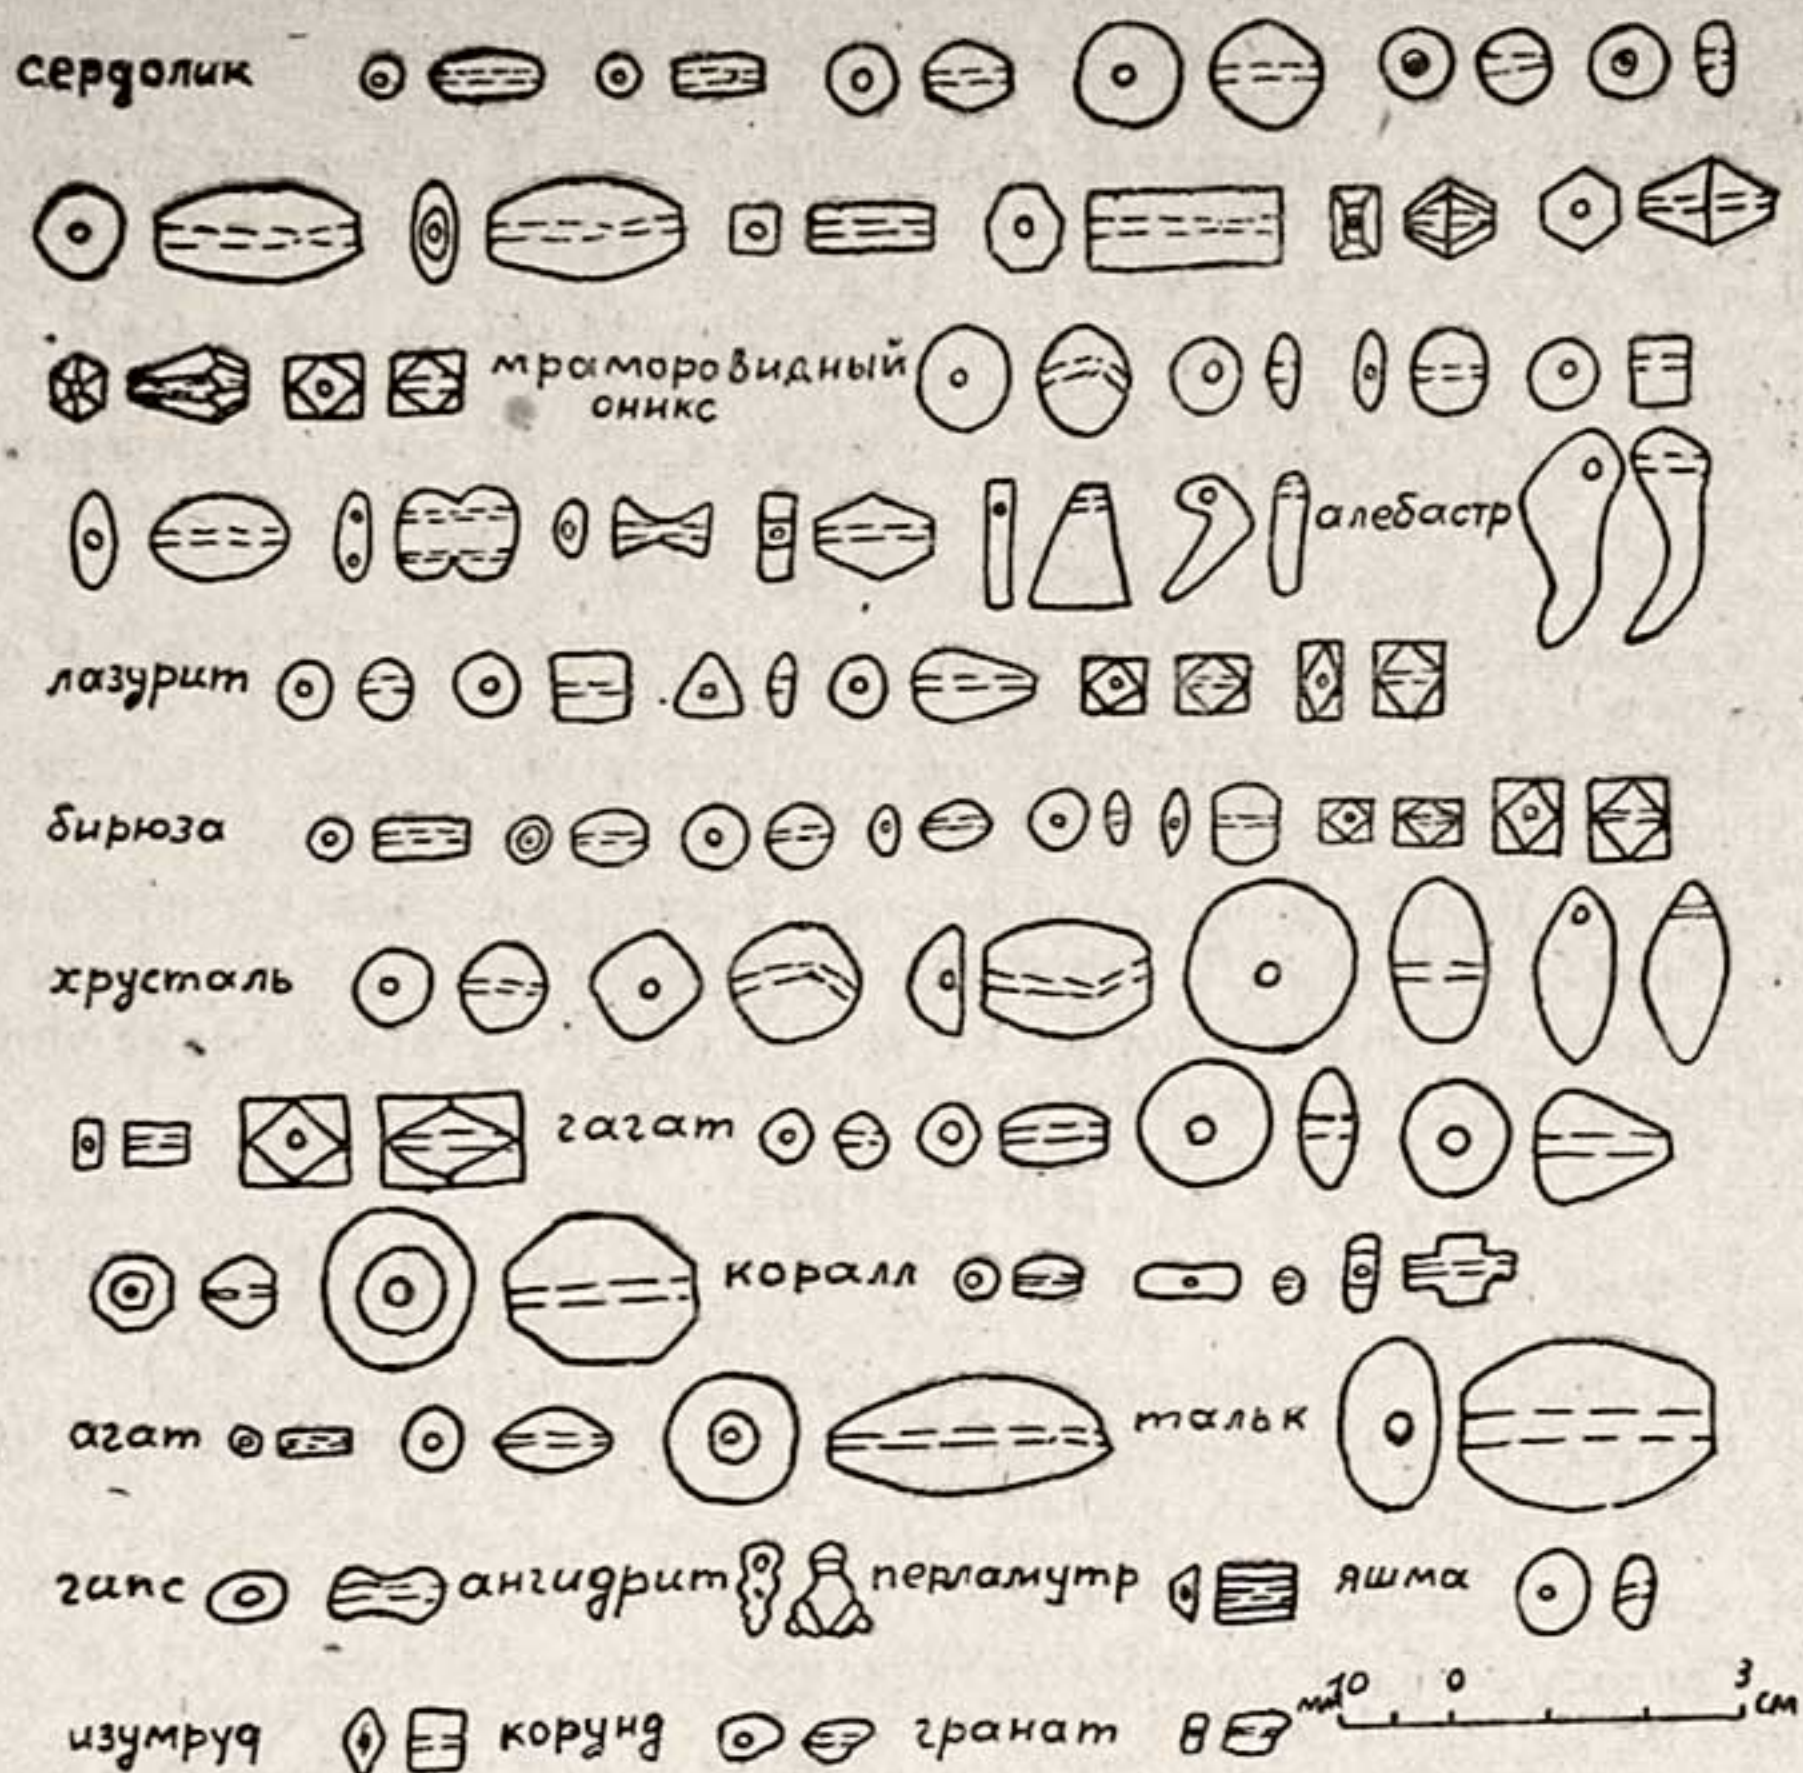 сердолик
мраморовидный
оникс
алебастр
лазурит
бирюза
хрусталь
гагат
коралл
агат
тальк
гипс ангидрит перламутр яшма
мм 10 0 3 см
изумруд корунд гранат